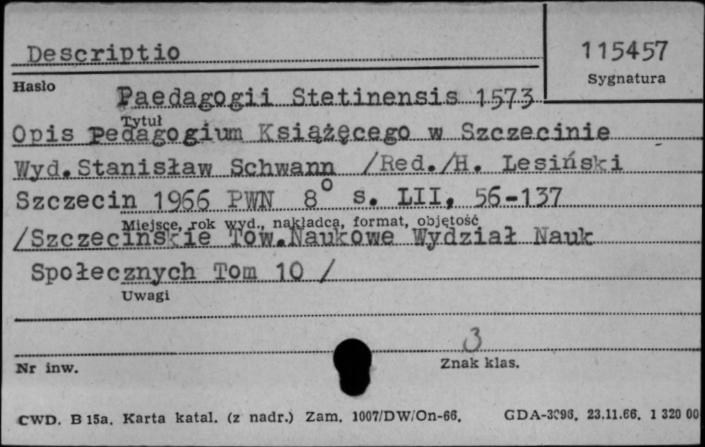 Descriptio
115457
Sygnatura
Hasło
Paedagogii Stetinensis 1573
Tytuł
Opis pedagogium Książęcego w Szczecinie
Wyd. Stanisław Schwann /Red./H. Lesiński
Szczecin 1966 PWN 8° s. LII, 56-137
Miejsce, rok wyd., nakładca, format, objętość
/Szczecińskie Tow.Naukowe Wydział Nauk
Społecznych Tom 10 /
Uwagi
3
Nr inw.
Znak klas.
CWD. B 15a. Karta katal. (z nadr.) Zam. 1007/DW/On-66. GDA-3096. 23.11.66. 1 320 00